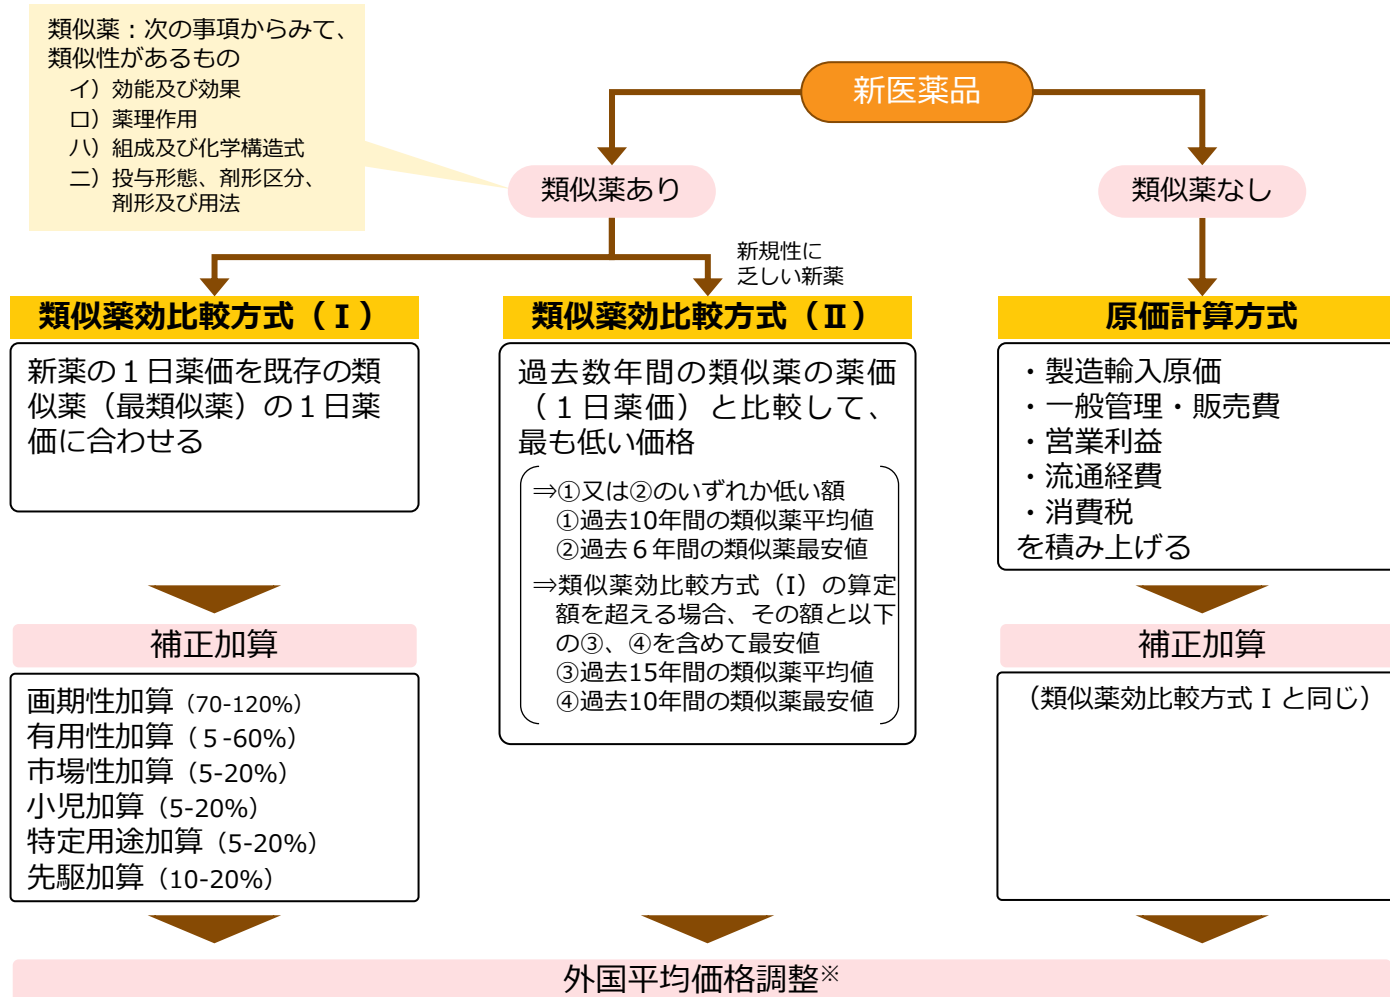 類似薬：次の事項からみて、
類似性があるもの
イ）効能及び効果
ロ）薬理作用
ハ）組成及び化学構造式
ニ）投与形態、剤形区分、
剤形及び用法
新医薬品
類似薬あり
類似薬なし
新規性に
乏しい新薬
類似薬効比較方式（Ⅰ）
新薬の１日薬価を既存の類
似薬（最類似薬）の１日薬
価に合わせる
補正加算
画期性加算（70-120%）
有用性加算（５-60%）
市場性加算（5-20%）
小児加算（5-20%）
特定用途加算（5-20%）
先駆加算（10-20%）
類似薬効比較方式（Ⅱ）
過去数年間の類似薬の薬価
（１日薬価）と比較して、
最も低い価格
⇒①又は②のいずれか低い額
①過去10年間の類似薬平均値
②過去６年間の類似薬最安値
⇒類似薬効比較方式（I）の算定
額を超える場合、その額と以下
の③、④を含めて最安値
③過去15年間の類似薬平均値
④過去10年間の類似薬最安値
原価計算方式
・製造輸入原価
・一般管理・販売費
・営業利益
・流通経費
・消費税
を積み上げる
補正加算
（類似薬効比較方式Ｉと同じ）
外国平均価格調整※